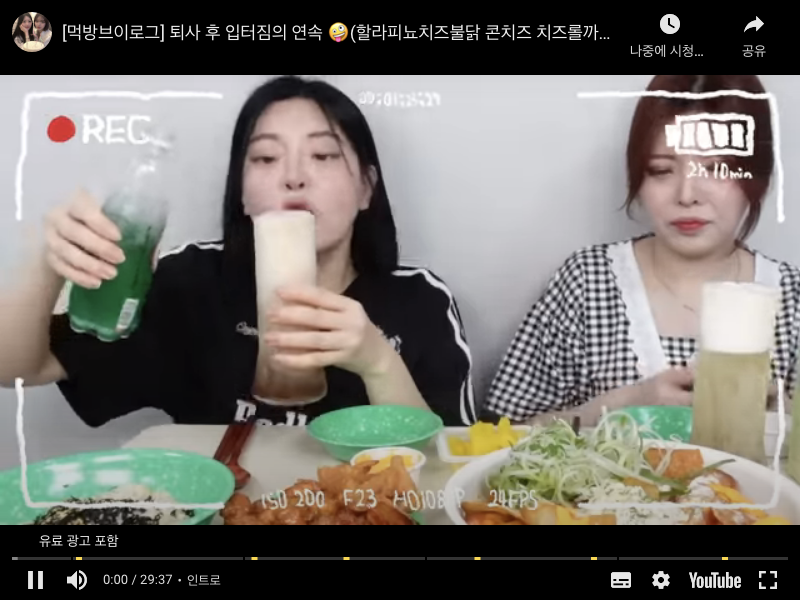 [먹방브이로그] 퇴사 후 입터짐의 연속 🤪(할라피뇨치즈불닭 콘치즈 치즈롤까...
나중에 시청...
공유
REC
2h 10min
ISO 200 F23 HD1080P 24FPS
유료 광고 포함
0:00 / 29:37 • 인트로
YouTube